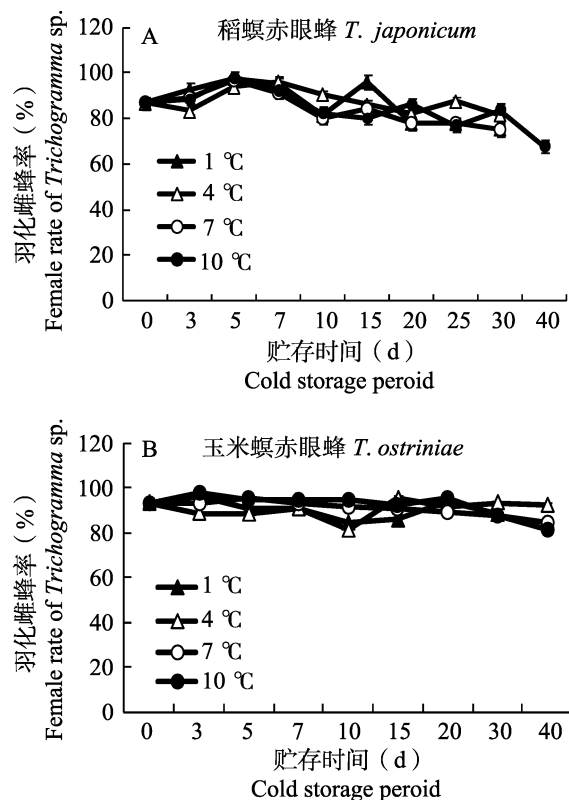 A 稻螟赤眼蜂 T. japonicum
羽化雌蜂率（%）
Female rate of Trichogramma sp.
120
100
80
60
40
20
0
1 ℃
4 ℃
7 ℃
10 ℃
0 3 5 7 10 15 20 25 30 40
贮存时间（d）
Cold storage peroid
B 玉米螟赤眼蜂 T. ostriniae
羽化雌蜂率（%）
Female rate of Trichogramma sp.
120
100
80
60
40
20
0
1 ℃
4 ℃
7 ℃
10 ℃
0 3 5 7 10 15 20 30 40
贮存时间（d）
Cold storage peroid